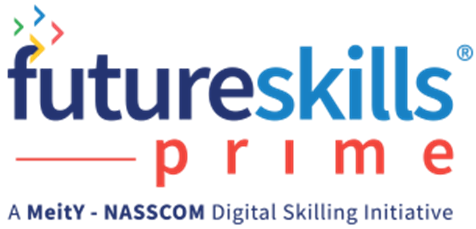 futureskills®
prime
A MeitY - NASSCOM Digital Skilling Initiative